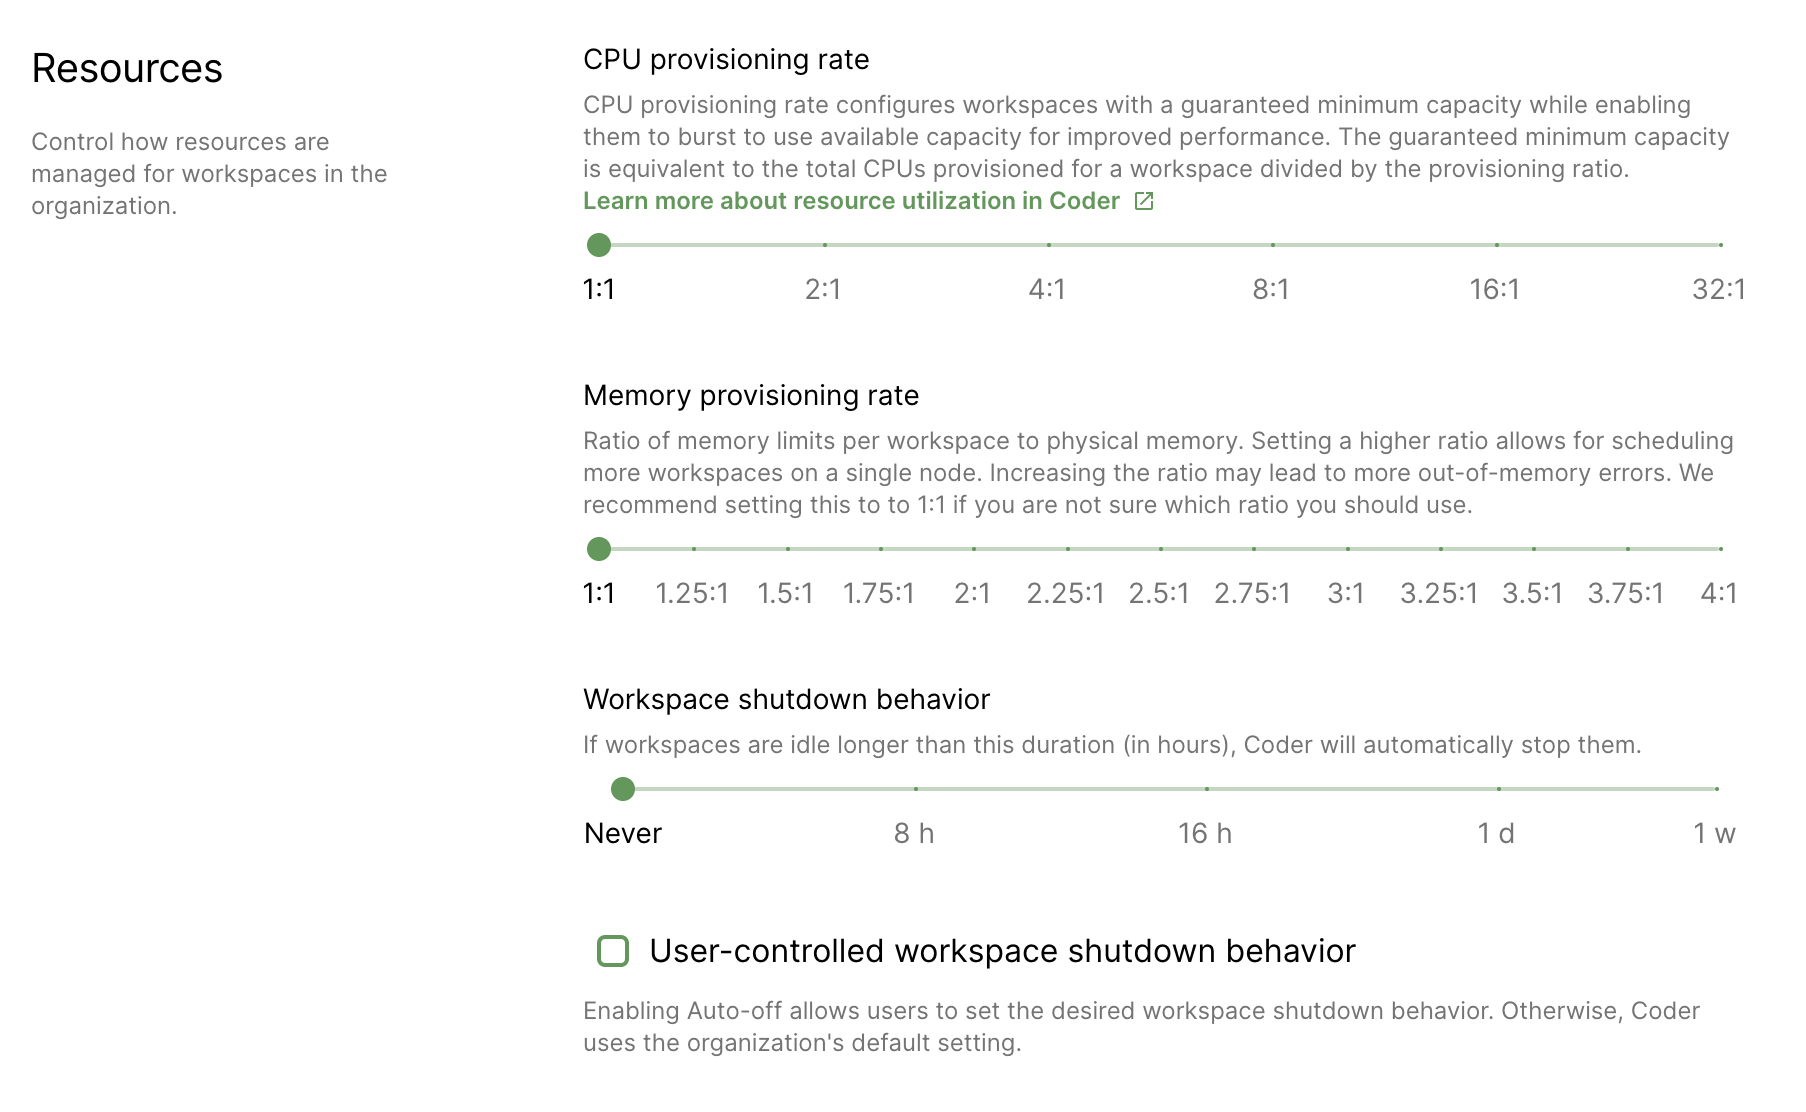 Resources
Control how resources are
managed for workspaces in the
organization.
CPU provisioning rate
CPU provisioning rate configures workspaces with a guaranteed minimum capacity while enabling
them to burst to use available capacity for improved performance. The guaranteed minimum capacity
is equivalent to the total CPUs provisioned for a workspace divided by the provisioning ratio.
Learn more about resource utilization in Coder
1:1 2:1 4:1 8:1 16:1 32:1
Memory provisioning rate
Ratio of memory limits per workspace to physical memory. Setting a higher ratio allows for scheduling
more workspaces on a single node. Increasing the ratio may lead to more out-of-memory errors. We
recommend setting this to to 1:1 if you are not sure which ratio you should use.
1:1 1.25:1 1.5:1 1.75:1 2:1 2.25:1 2.5:1 2.75:1 3:1 3.25:1 3.5:1 3.75:1 4:1
Workspace shutdown behavior
If workspaces are idle longer than this duration (in hours), Coder will automatically stop them.
Never 8 h 16 h 1 d 1 w
User-controlled workspace shutdown behavior
Enabling Auto-off allows users to set the desired workspace shutdown behavior. Otherwise, Coder
uses the organization's default setting.